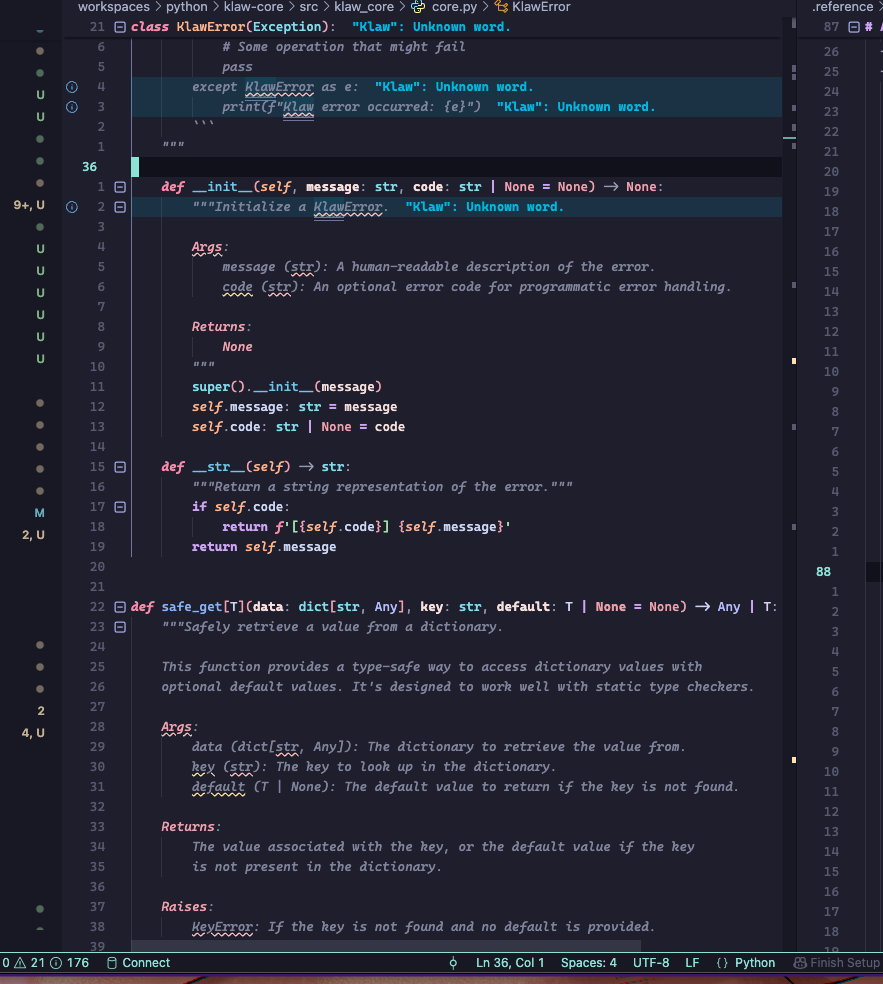 workspaces > python > klaw-core > src > klaw_core > core.py > KlawError
.reference >
21 class KlawError(Exception): "Klaw": Unknown word.
6 # Some operation that might fail
5 pass
4 except KlawError as e: "Klaw": Unknown word.
3 print(f"Klaw error occurred: {e}") "Klaw": Unknown word.
2 ```
1 """
36
1 def __init__(self, message: str, code: str | None = None) -> None:
2 """Initialize a KlawError. "Klaw": Unknown word.
3
4 Args:
5 message (str): A human-readable description of the error.
6 code (str): An optional error code for programmatic error handling.
7
8 Returns:
9 None
10 """
11 super().__init__(message)
12 self.message: str = message
13 self.code: str | None = code
14
15 def __str__(self) -> str:
16 """Return a string representation of the error."""
17 if self.code:
18 return f'[{self.code}] {self.message}'
19 return self.message
20
21
22 def safe_get[T](data: dict[str, Any], key: str, default: T | None = None) -> Any | T:
23 """Safely retrieve a value from a dictionary.
24
25 This function provides a type-safe way to access dictionary values with
26 optional default values. It's designed to work well with static type checkers.
27
28 Args:
29 data (dict[str, Any]): The dictionary to retrieve the value from.
30 key (str): The key to look up in the dictionary.
31 default (T | None): The default value to return if the key is not found.
32
33 Returns:
34 The value associated with the key, or the default value if the key
35 is not present in the dictionary.
36
37 Raises:
38 KeyError: If the key is not found and no default is provided.
39
U
U
9+, U
U
U
U
U
U
U
M
2, U
2
4, U
87 #
26
25
24
23
22
21
20
19
18
17
16
15
14
13
12
11
10
9
8
7
6
5
4
3
2
1
88
1
2
3
4
5
6
7
8
9
10
11
12
13
14
15
16
17
18
19
0 21 176 Connect Ln 36, Col 1 Spaces: 4 UTF-8 LF {} Python Finish Setup